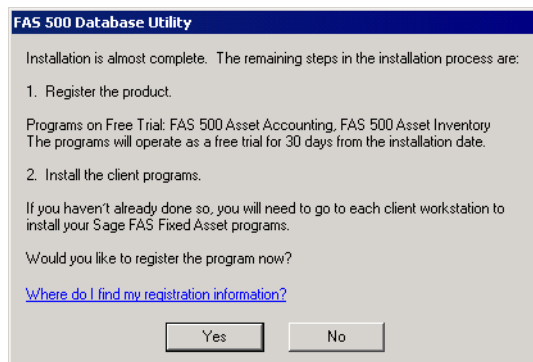 FAS 500 Database Utility
Installation is almost complete. The remaining steps in the installation process are:
1. Register the product.
Programs on Free Trial: FAS 500 Asset Accounting, FAS 500 Asset Inventory
The programs will operate as a free trial for 30 days from the installation date.
2. Install the client programs.
If you haven't already done so, you will need to go to each client workstation to
install your Sage FAS Fixed Asset programs.
Would you like to register the program now?
Where do I find my registration information?
Yes
No